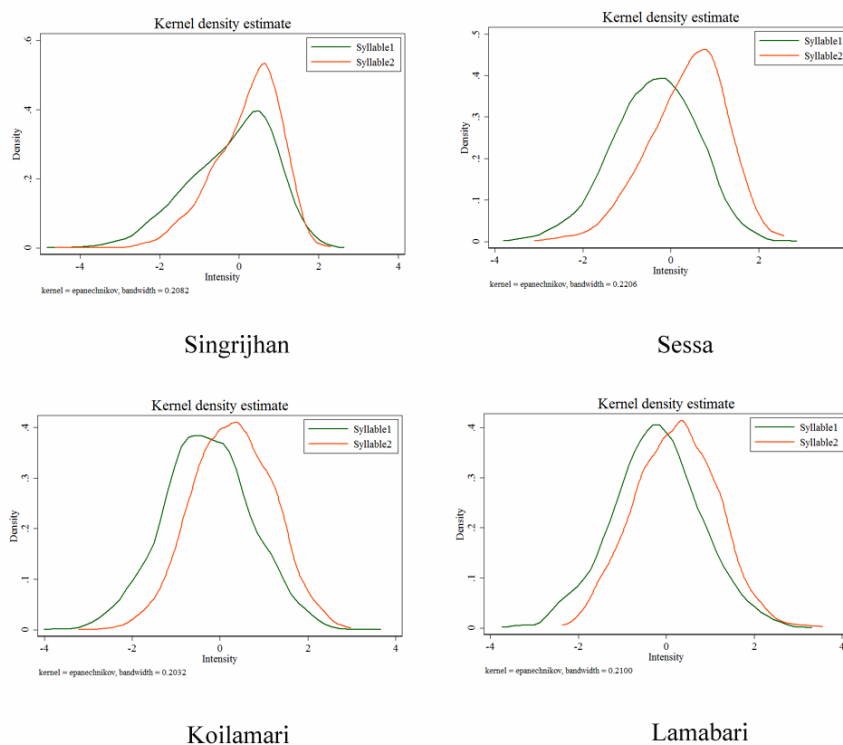 Kernel density estimate
Syllable1
Syllable2
.6
.4
.2
0
Density
-4
-2
0
2
4
Intensity
kernel = epanechnikov, bandwidth = 0.2082
Singrijhan
Kernel density estimate
Syllable1
Syllable2
.5
.4
.3
.2
.1
0
Density
-4
-2
0
2
Intensity
kernel = epanechnikov, bandwidth = 0.2206
Sessa
Kernel density estimate
Syllable1
Syllable2
.4
.3
.2
.1
0
Density
-4
-2
0
2
4
Intensity
kernel = epanechnikov, bandwidth = 0.2032
Koilamari
Kernel density estimate
Syllable1
Syllable2
.4
.3
.2
.1
0
Density
-4
-2
0
2
4
Intensity
kernel = epanechnikov, bandwidth = 0.2100
Lamabari